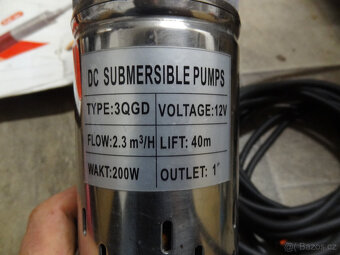 DC SUBMERSIBLE PUMPS
TYPE:3QGD VOLTAGE:12V
FLOW:2.3 m³/H LIFT: 40m
WAKT:200W OUTLET: 1"
© Bazoš.cz